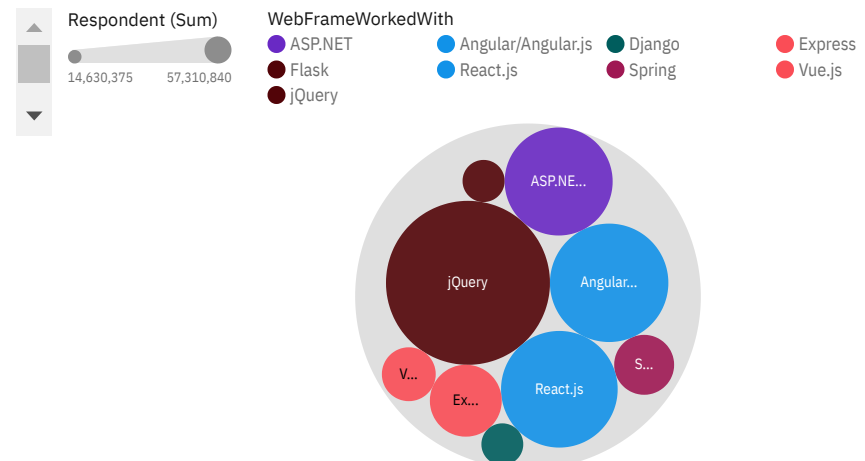 Respondent (Sum)
14,630,375 57,310,840
WebFrameWorkedWith
ASP.NET Angular/Angular.js Django Express
Flask React.js Spring Vue.js
jQuery
ASP.NE...
jQuery
Angular...
S...
V...
React.js
Ex...